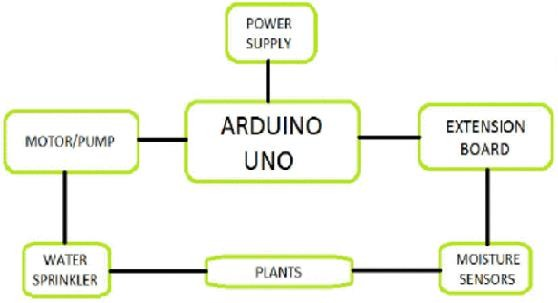 POWER
SUPPLY
ARDUINO
UNO
MOTOR/PUMP
EXTENSION
BOARD
WATER
SPRINKLER
PLANTS
MOISTURE
SENSORS